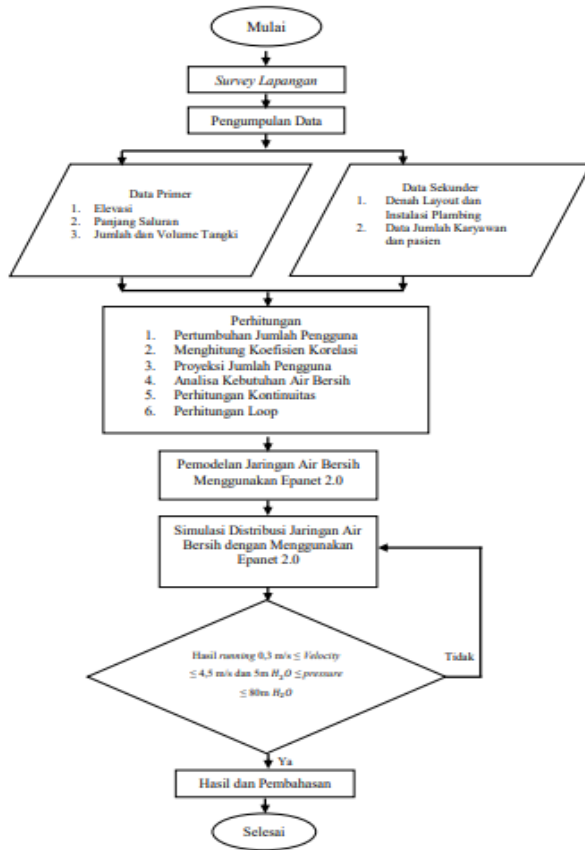 Mulai
Survey Lapangan
Pengumpulan Data
Data Primer
1. Elevasi
2. Panjang Saluran
3. Jumlah dan Volume Tangki
Data Sekunder
1. Denah Layout dan
Instalasi Plambing
2. Data Jumlah Karyawan
dan pasien
Perhitungan
1. Pertumbuhan Jumlah Pengguna
2. Menghitung Koefisien Korelasi
3. Proyeksi Jumlah Pengguna
4. Analisa Kebutuhan Air Bersih
5. Perhitungan Kontinuitas
6. Perhitungan Loop
Pemodelan Jaringan Air Bersih
Menggunakan Epanet 2.0
Simulasi Distribusi Jaringan Air
Bersih dengan Menggunakan
Epanet 2.0
Hasil running 0,3 m/s ≤ Velocity
≤ 4,5 m/s dan 5m H₂O ≤ pressure
≤ 80m H₂O
Tidak
Ya
Hasil dan Pembahasan
Selesai